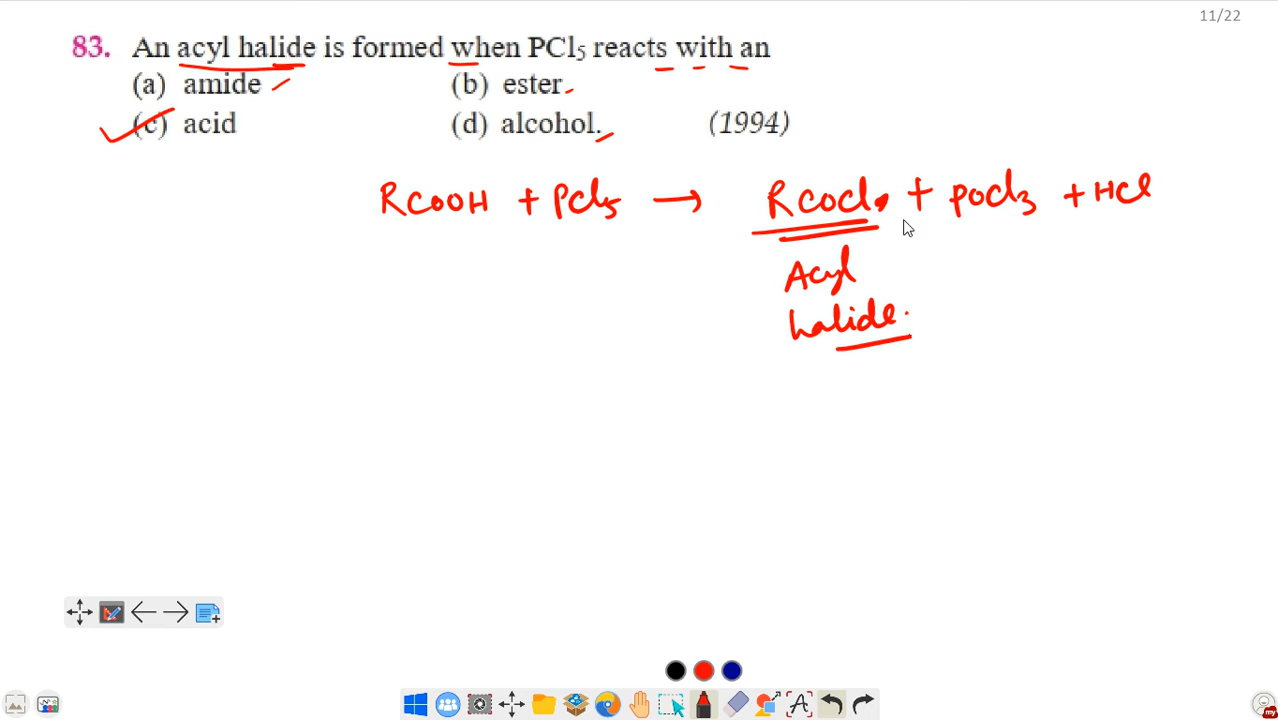 11/22
83. An acyl halide is formed when PCl₅ reacts with an
(a) amide (b) ester
(c) acid (d) alcohol. (1994)
RCOOH + PCl₅ → RCOCl + POCl₃ + HCl
Acyl
halide.